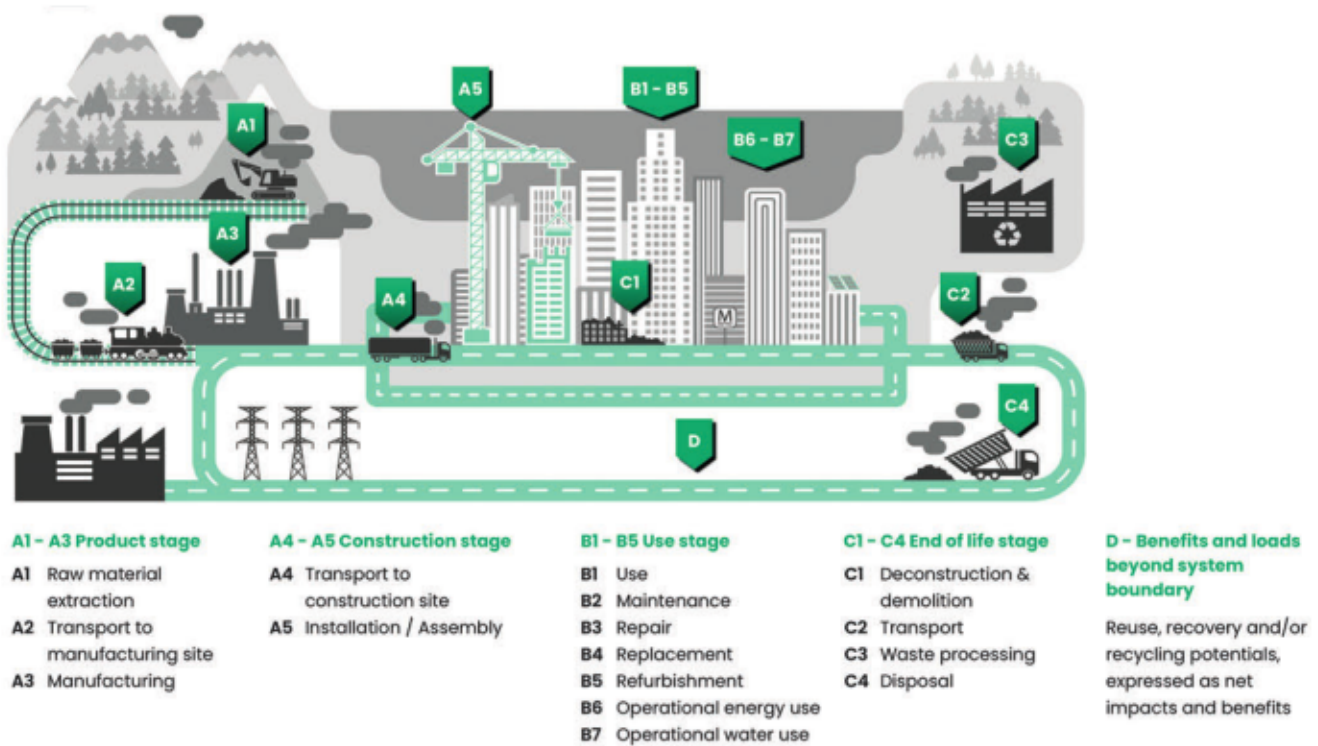 A5
B1 - B5
A1
B6 - B7
C3
A3
A2
A4
C1
C2
M
C4
D
A1 - A3 Product stage
A1 Raw material
extraction
A2 Transport to
manufacturing site
A3 Manufacturing
A4 - A5 Construction stage
A4 Transport to
construction site
A5 Installation / Assembly
B1 - B5 Use stage
B1 Use
B2 Maintenance
B3 Repair
B4 Replacement
B5 Refurbishment
B6 Operational energy use
B7 Operational water use
C1 - C4 End of life stage
C1 Deconstruction &
demolition
C2 Transport
C3 Waste processing
C4 Disposal
D - Benefits and loads
beyond system
boundary
Reuse, recovery and/or
recycling potentials,
expressed as net
impacts and benefits